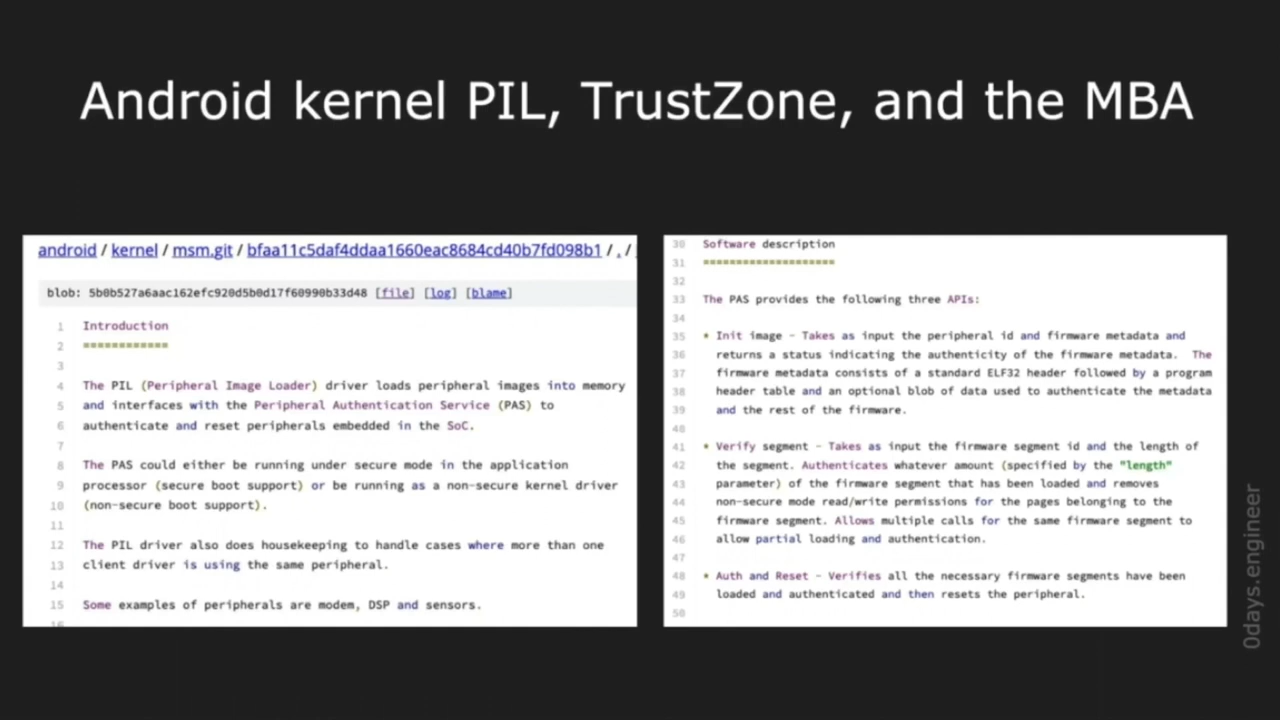 Android kernel PIL, TrustZone, and the MBA
android / kernel / msm.git / bfaa11c5daf4ddaa1660eac8684cd40b7fd098b1 / . /
blob: 5b0b527a6aac162efc920d5b0d17f60990b33d48 [file] [log] [blame]
1 Introduction
2 ============
3
4 The PIL (Peripheral Image Loader) driver loads peripheral images into memory
5 and interfaces with the Peripheral Authentication Service (PAS) to
6 authenticate and reset peripherals embedded in the SoC.
7
8 The PAS could either be running under secure mode in the application
9 processor (secure boot support) or be running as a non-secure kernel driver
10 (non-secure boot support).
11
12 The PIL driver also does housekeeping to handle cases where more than one
13 client driver is using the same peripheral.
14
15 Some examples of peripherals are modem, DSP and sensors.
16
30 Software description
31 ====================
32
33 The PAS provides the following three APIs:
34
35 * Init image - Takes as input the peripheral id and firmware metadata and
36 returns a status indicating the authenticity of the firmware metadata. The
37 firmware metadata consists of a standard ELF32 header followed by a program
38 header table and an optional blob of data used to authenticate the metadata
39 and the rest of the firmware.
40
41 * Verify segment - Takes as input the firmware segment id and the length of
42 the segment. Authenticates whatever amount (specified by the "length"
43 parameter) of the firmware segment that has been loaded and removes
44 non-secure mode read/write permissions for the pages belonging to the
45 firmware segment. Allows multiple calls for the same firmware segment to
46 allow partial loading and authentication.
47
48 * Auth and Reset - Verifies all the necessary firmware segments have been
49 loaded and authenticated and then resets the peripheral.
50
0days.engineer